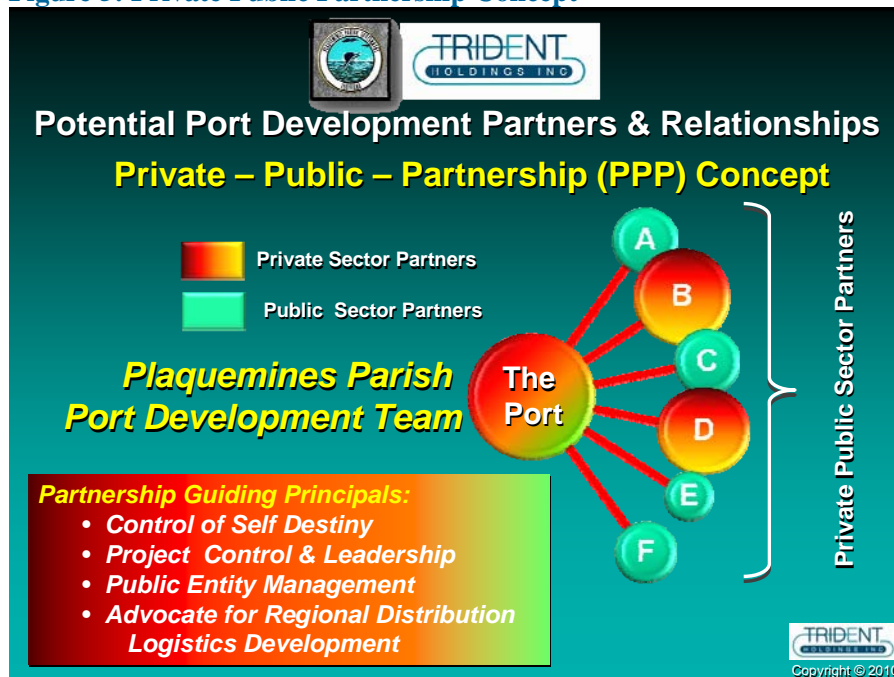 TRIDENT
HOLDINGS INC
Potential Port Development Partners & Relationships
Private – Public – Partnership (PPP) Concept
Private Sector Partners
Public Sector Partners
Plaquemines Parish
Port Development Team
The
Port
A
B
C
D
E
F
Private Public Sector Partners
Partnership Guiding Principals:
• Control of Self Destiny
• Project Control & Leadership
• Public Entity Management
• Advocate for Regional Distribution
Logistics Development
TRIDENT
HOLDINGS INC
Copyright © 2010